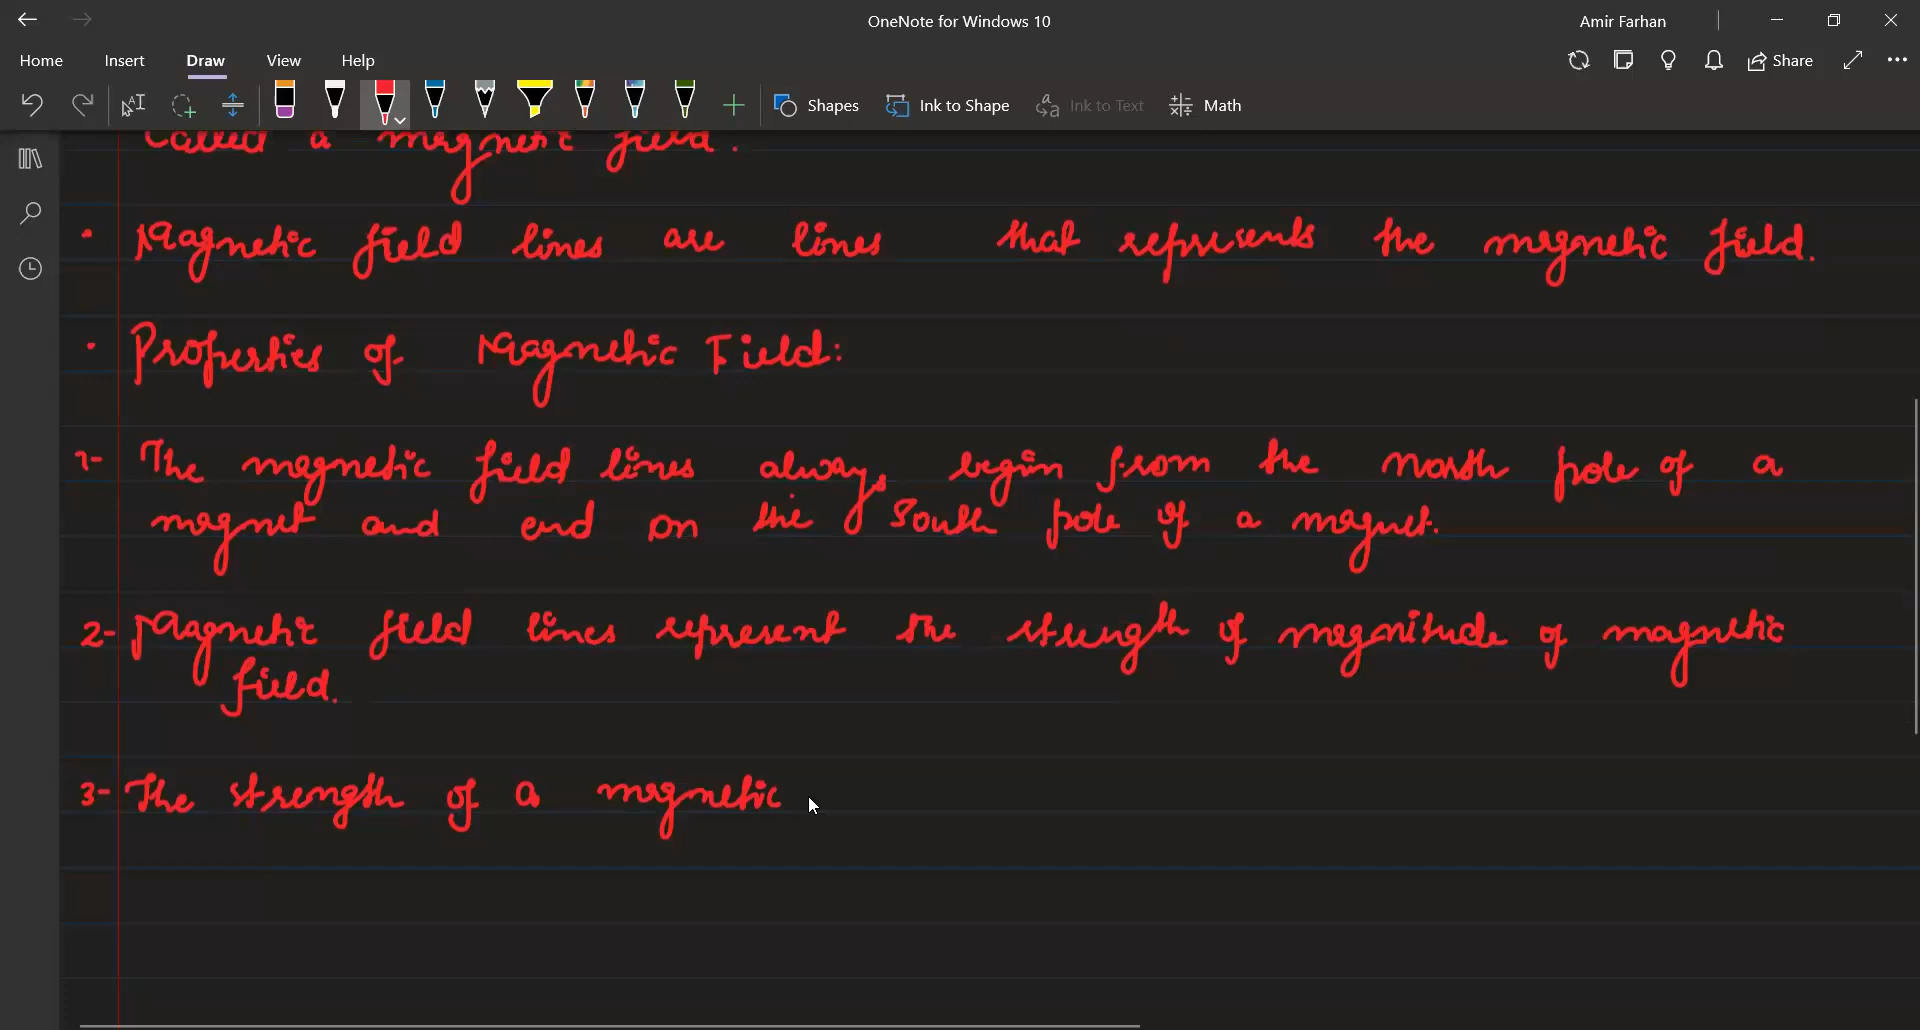 OneNote for Windows 10
Amir Farhan
Home Insert Draw View Help
Share
Shapes Ink to Shape Ink to Text Math
Called a magnetic field.
· Magnetic field lines are lines that represents the magnetic field.
· Properties of Magnetic Field:
1- The magnetic field lines always begin from the north pole of a
magnet and end on the South pole of a magnet.
2- Magnetic field lines represent the strength of magnitude of magnetic
field.
3- The strength of a magnetic